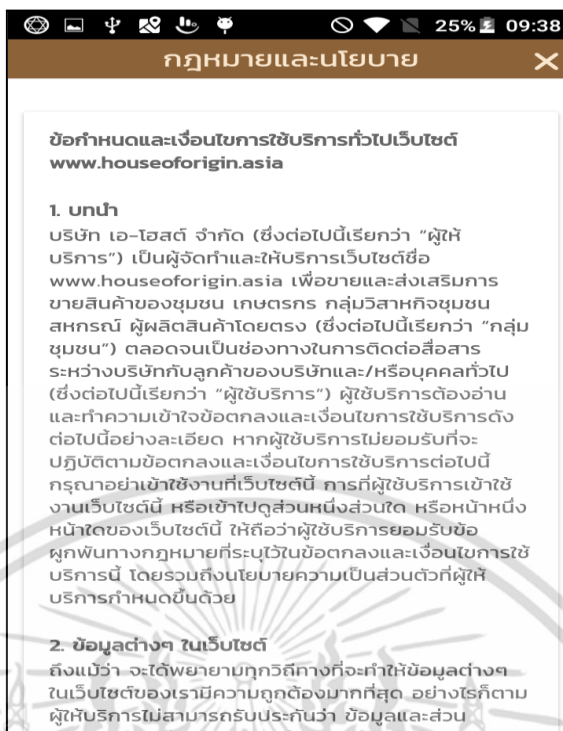 25% 09:38
กฎหมายและนโยบาย
ข้อกำหนดและเงื่อนไขการใช้บริการทั่วไปเว็บไซต์
www.houseoforigin.asia
1. บทนำ
บริษัท เอ-โฮสต์ จำกัด (ซึ่งต่อไปนี้เรียกว่า “ผู้ให้
บริการ”) เป็นผู้จัดทำและให้บริการเว็บไซต์ชื่อ
www.houseoforigin.asia เพื่อขายและส่งเสริมการ
ขายสินค้าของชุมชน เกษตรกร กลุ่มวิสาหกิจชุมชน
สหกรณ์ ผู้ผลิตสินค้าโดยตรง (ซึ่งต่อไปนี้เรียกว่า “กลุ่ม
ชุมชน”) ตลอดจนเป็นช่องทางในการติดต่อสื่อสาร
ระหว่างบริษัทกับลูกค้าของบริษัทและ/หรือบุคคลทั่วไป
(ซึ่งต่อไปนี้เรียกว่า “ผู้ใช้บริการ”) ผู้ใช้บริการต้องอ่าน
และทำความเข้าใจข้อตกลงและเงื่อนไขการใช้บริการดัง
ต่อไปนี้อย่างละเอียด หากผู้ใช้บริการไม่ยอมรับที่จะ
ปฏิบัติตามข้อตกลงและเงื่อนไขการใช้บริการต่อไปนี้
กรุณาอย่าเข้าใช้งานที่เว็บไซต์นี้ การที่ผู้ใช้บริการเข้าใช้
งานเว็บไซต์นี้ หรือเข้าไปดูส่วนหนึ่งส่วนใด หรือหน้าหนึ่ง
หน้าใดของเว็บไซต์นี้ ให้ถือว่าผู้ใช้บริการยอมรับข้อ
ผูกพันทางกฎหมายที่ระบุไว้ในข้อตกลงและเงื่อนไขการใช้
บริการนี้ โดยรวมถึงนโยบายความเป็นส่วนตัวที่ผู้ให้
บริการกำหนดขึ้นด้วย
2. ข้อมูลต่างๆ ในเว็บไซต์
ถึงแม้ว่า จะได้พยายามทุกวิถีทางที่จะทำให้ข้อมูลต่างๆ
ในเว็บไซต์ของเรามีความถูกต้องมากที่สุด อย่างไรก็ตาม
ผู้ให้บริการไม่สามารถรับประกันว่า ข้อมูลและส่วน